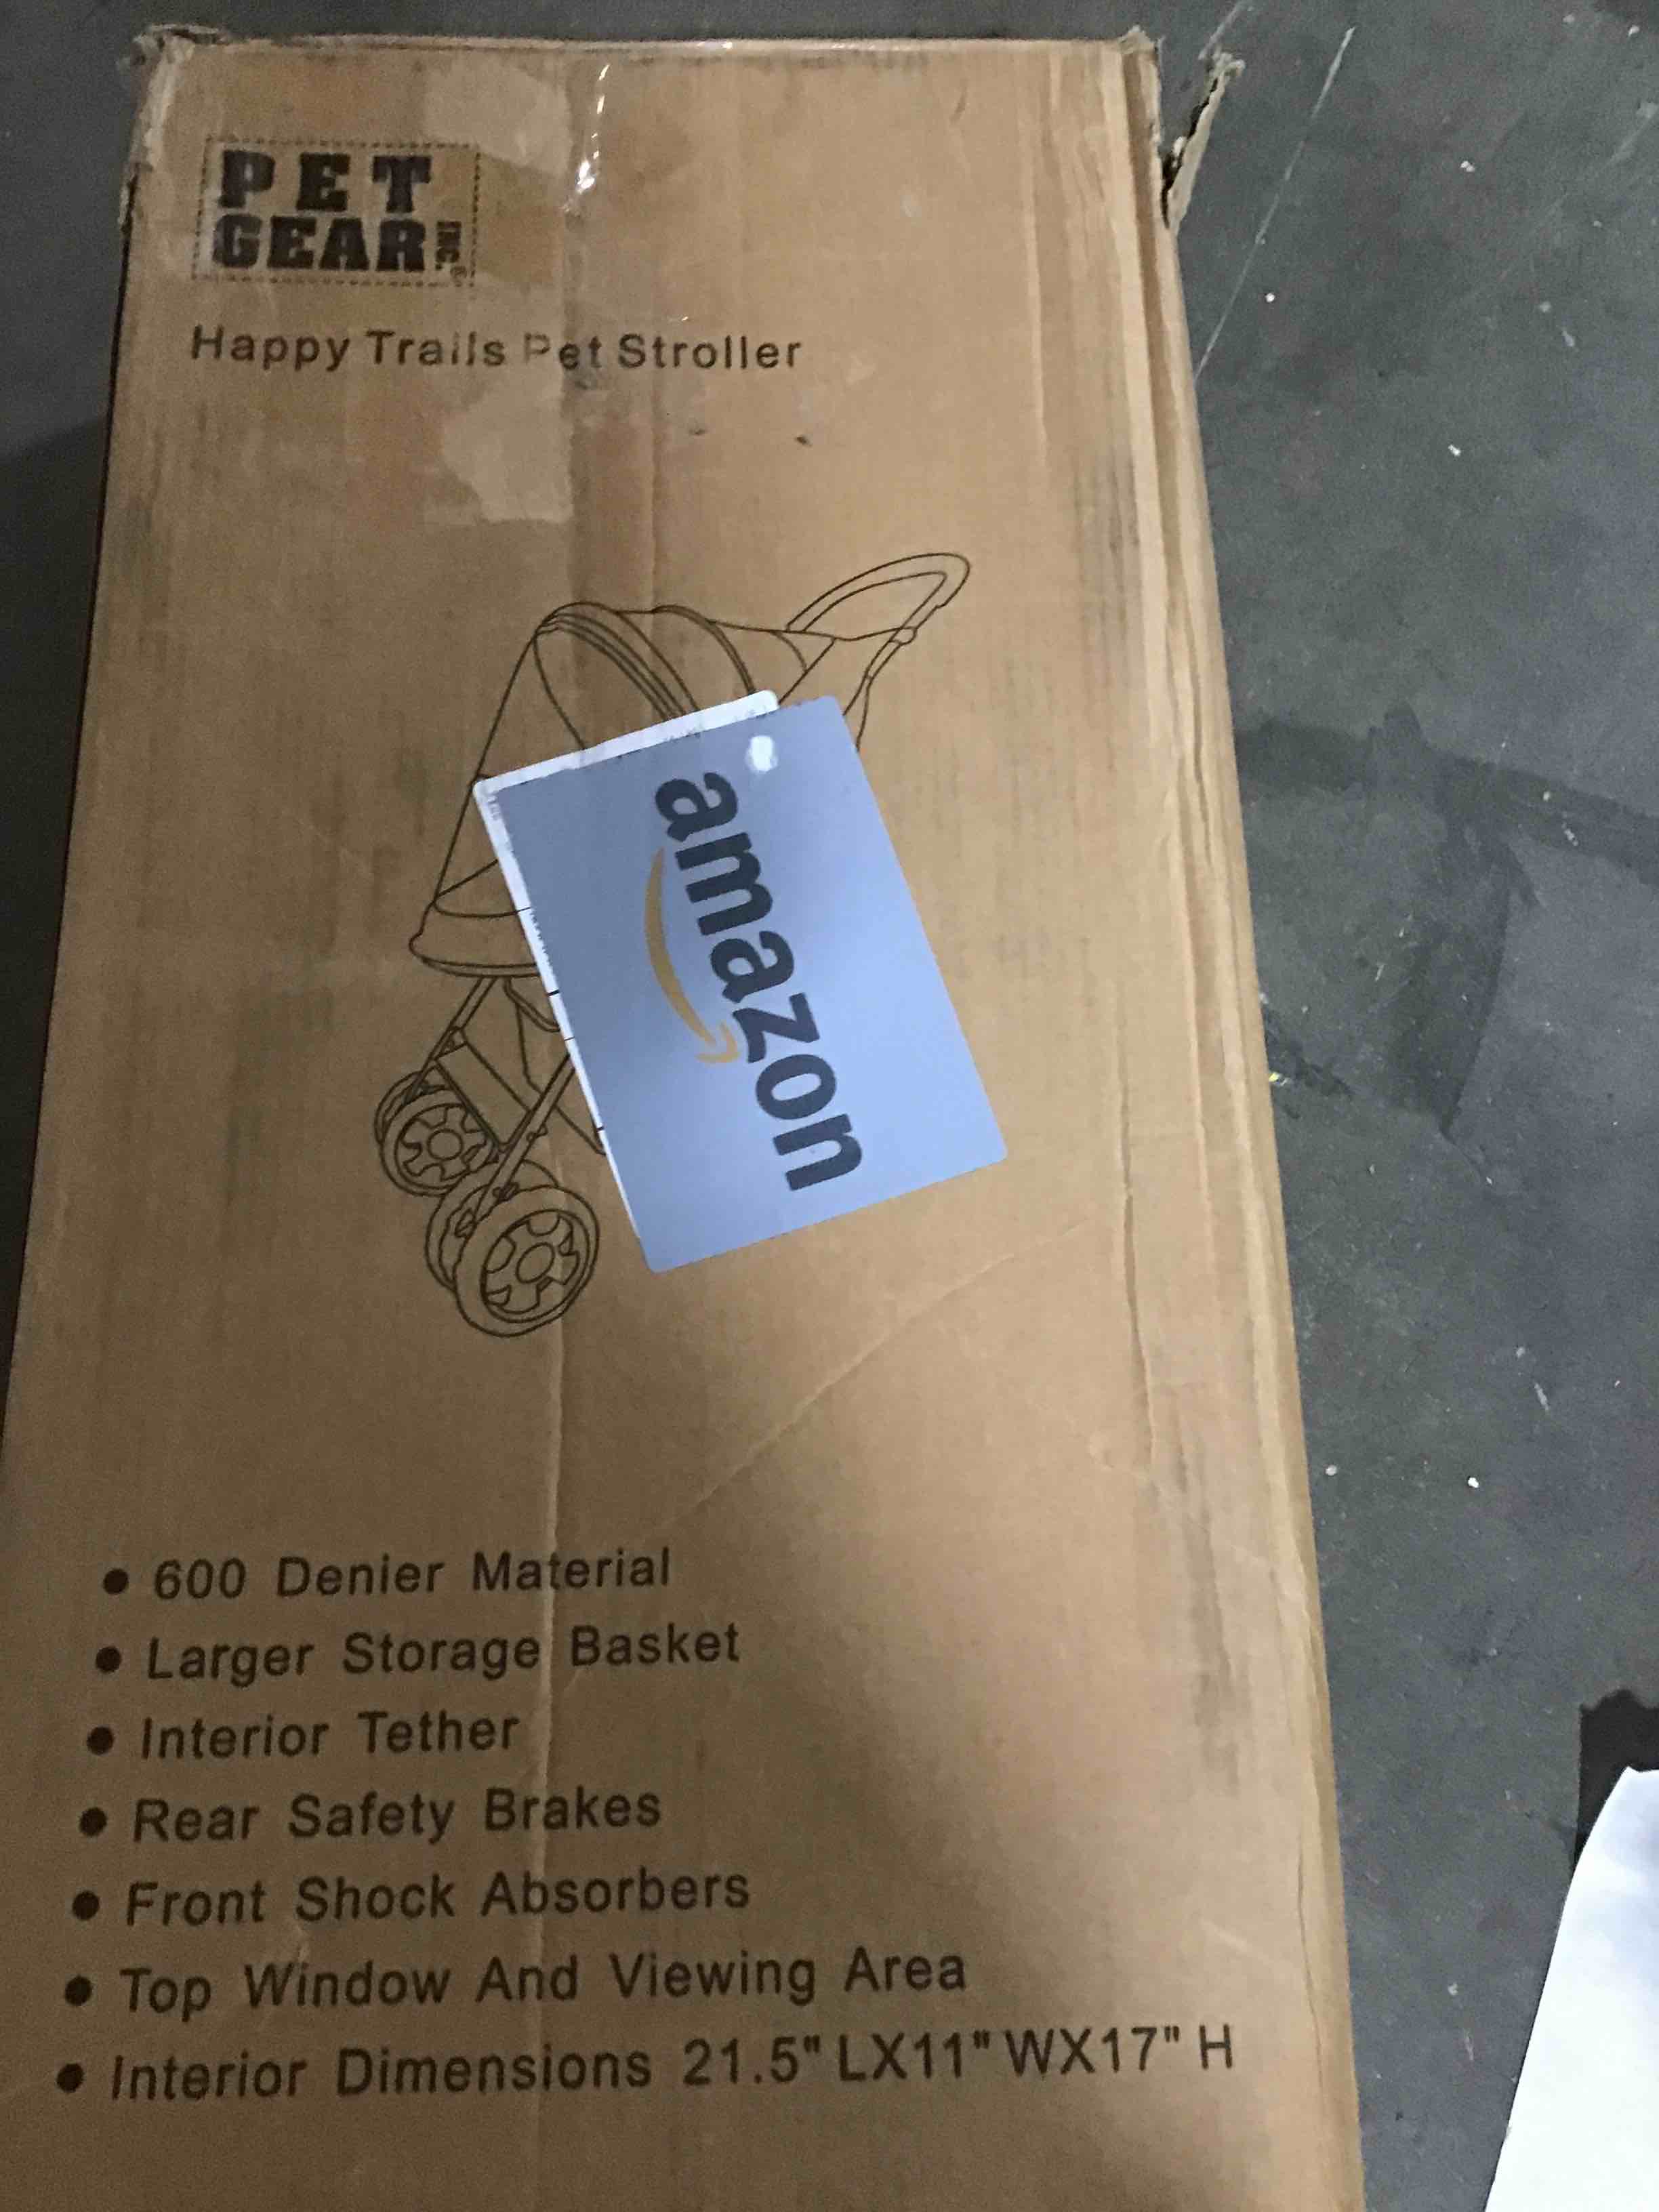 PET
GEAR INC.®
Happy Trails Pet Stroller
amazon
• 600 Denier Material
• Larger Storage Basket
• Interior Tether
• Rear Safety Brakes
• Front Shock Absorbers
• Top Window And Viewing Area
• Interior Dimensions 21.5" LX11" WX17" H